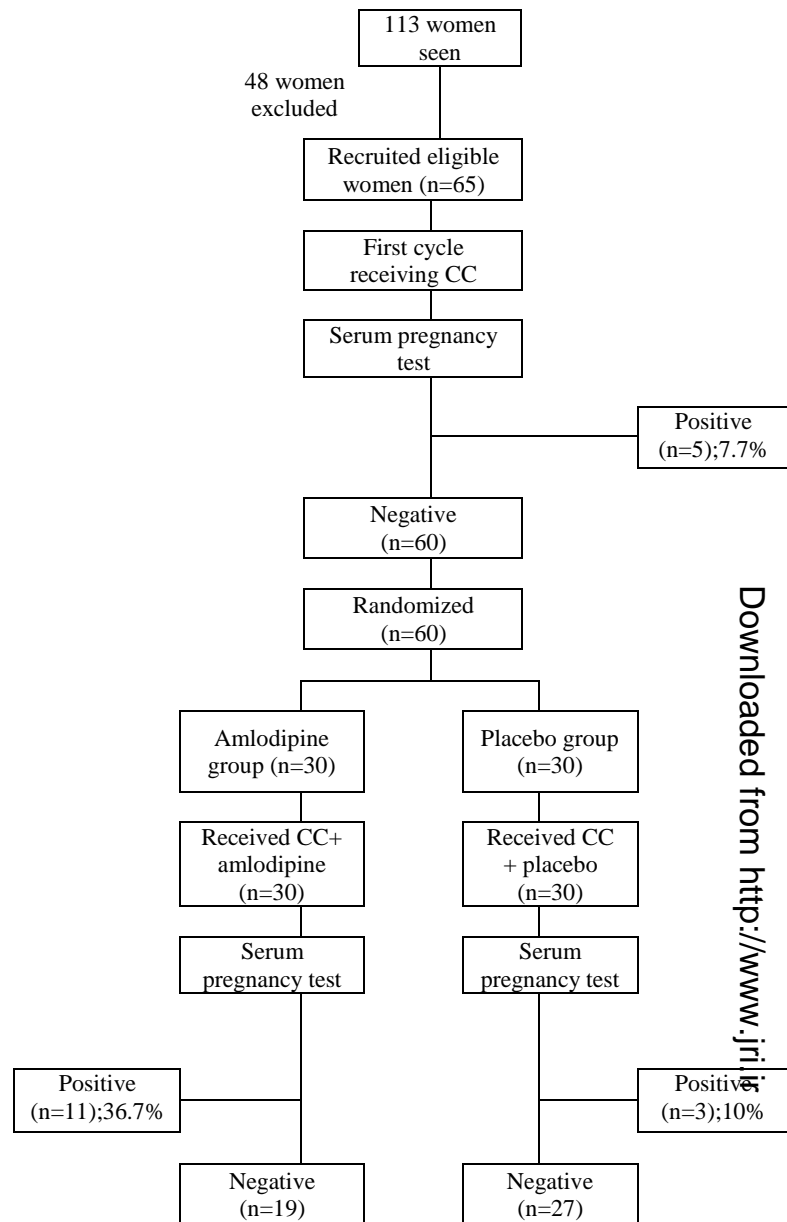 113 women
seen
48 women
excluded
Recruited eligible
women (n=65)
First cycle
receiving CC
Serum pregnancy
test
Positive
(n=5);7.7%
Negative
(n=60)
Randomized
(n=60)
Amlodipine
group (n=30)
Placebo group
(n=30)
Received CC+
amlodipine
(n=30)
Received CC
+ placebo
(n=30)
Serum
pregnancy test
Serum
pregnancy test
Positive
(n=11);36.7%
Positive
(n=3);10%
Negative
(n=19)
Negative
(n=27)
Downloaded from http://www.jri.ir